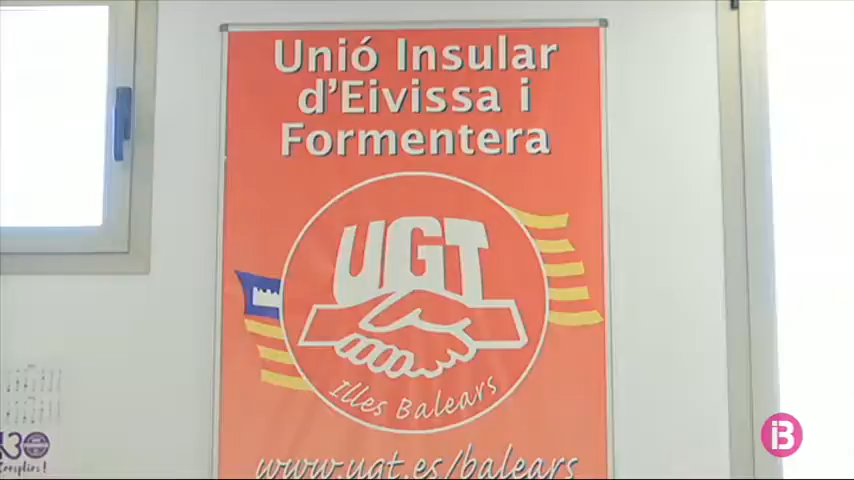 Unió Insular
d'Eivissa i
Formentera
UGT
Illes Balears
www.ugt.es/balears